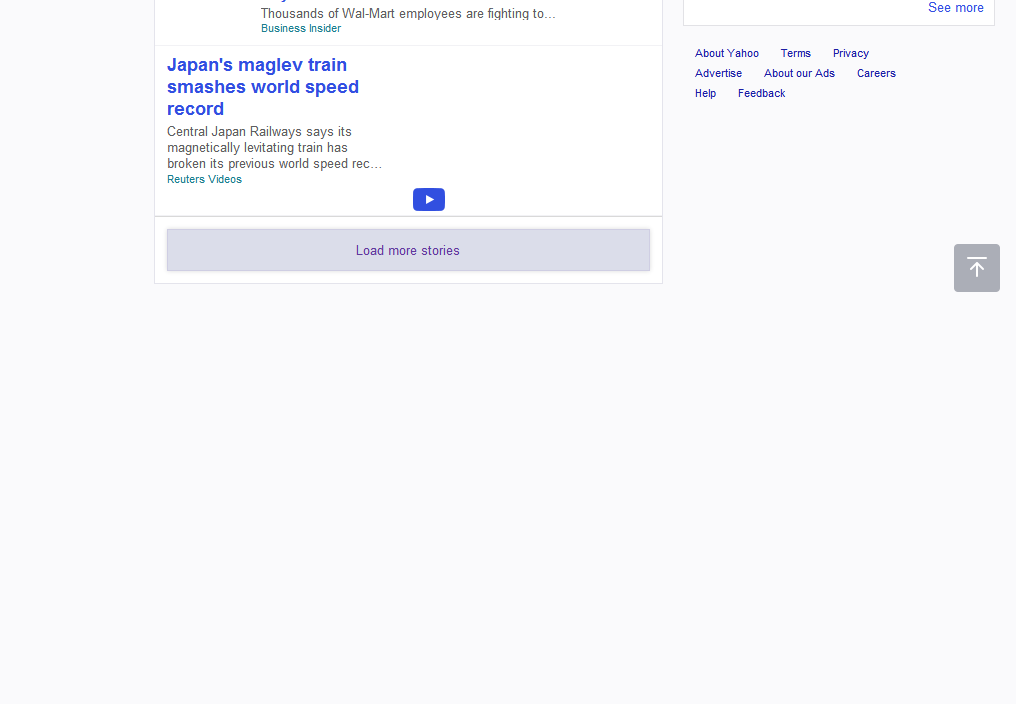 Thousands of Wal-Mart employees are fighting to...
Business Insider
Japan's maglev train
smashes world speed
record
Central Japan Railways says its
magnetically levitating train has
broken its previous world speed rec...
Reuters Videos
Load more stories
See more
About Yahoo Terms Privacy
Advertise About our Ads Careers
Help Feedback